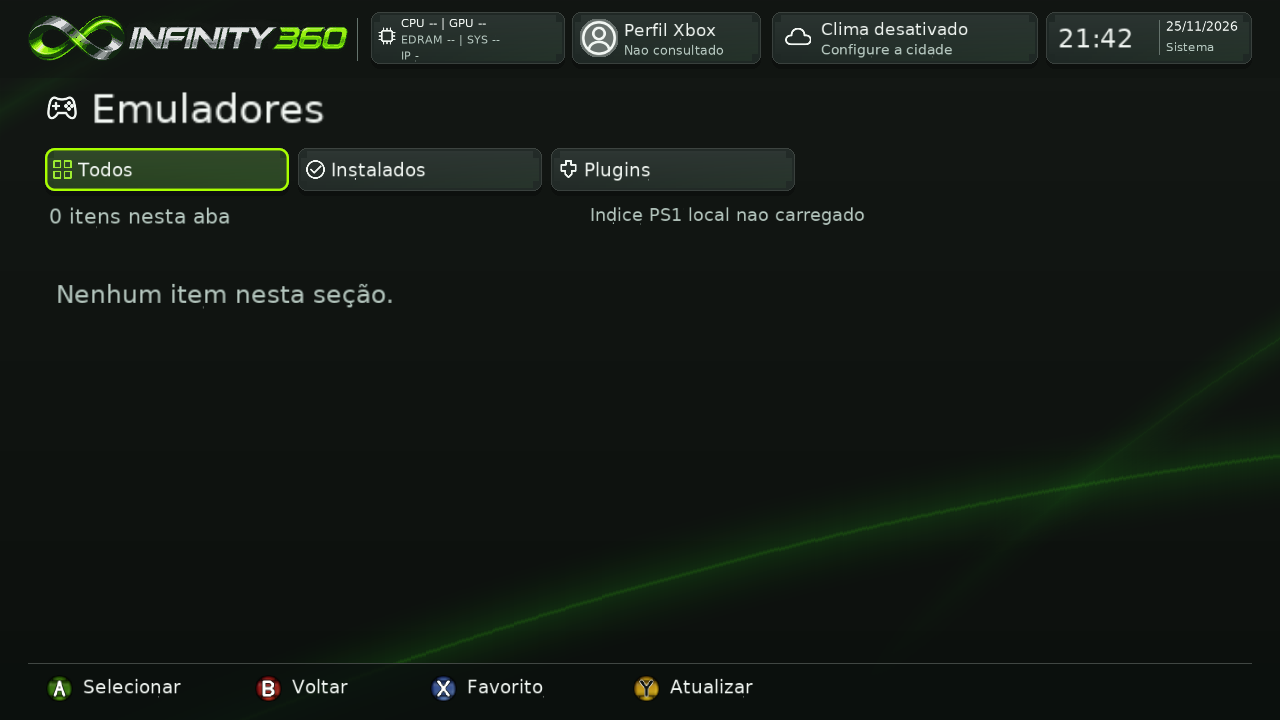 INFINITY 360
CPU -- | GPU --
EDRAM -- | SYS --
IP -
Perfil Xbox
Nao consultado
Clima desativado
Configure a cidade
21:42
25/11/2026
Sistema
Emuladores
Todos
Instalados
Plugins
0 itens nesta aba
Indice PS1 local nao carregado
Nenhum item nesta seção.
A Selecionar
B Voltar
X Favorito
Y Atualizar